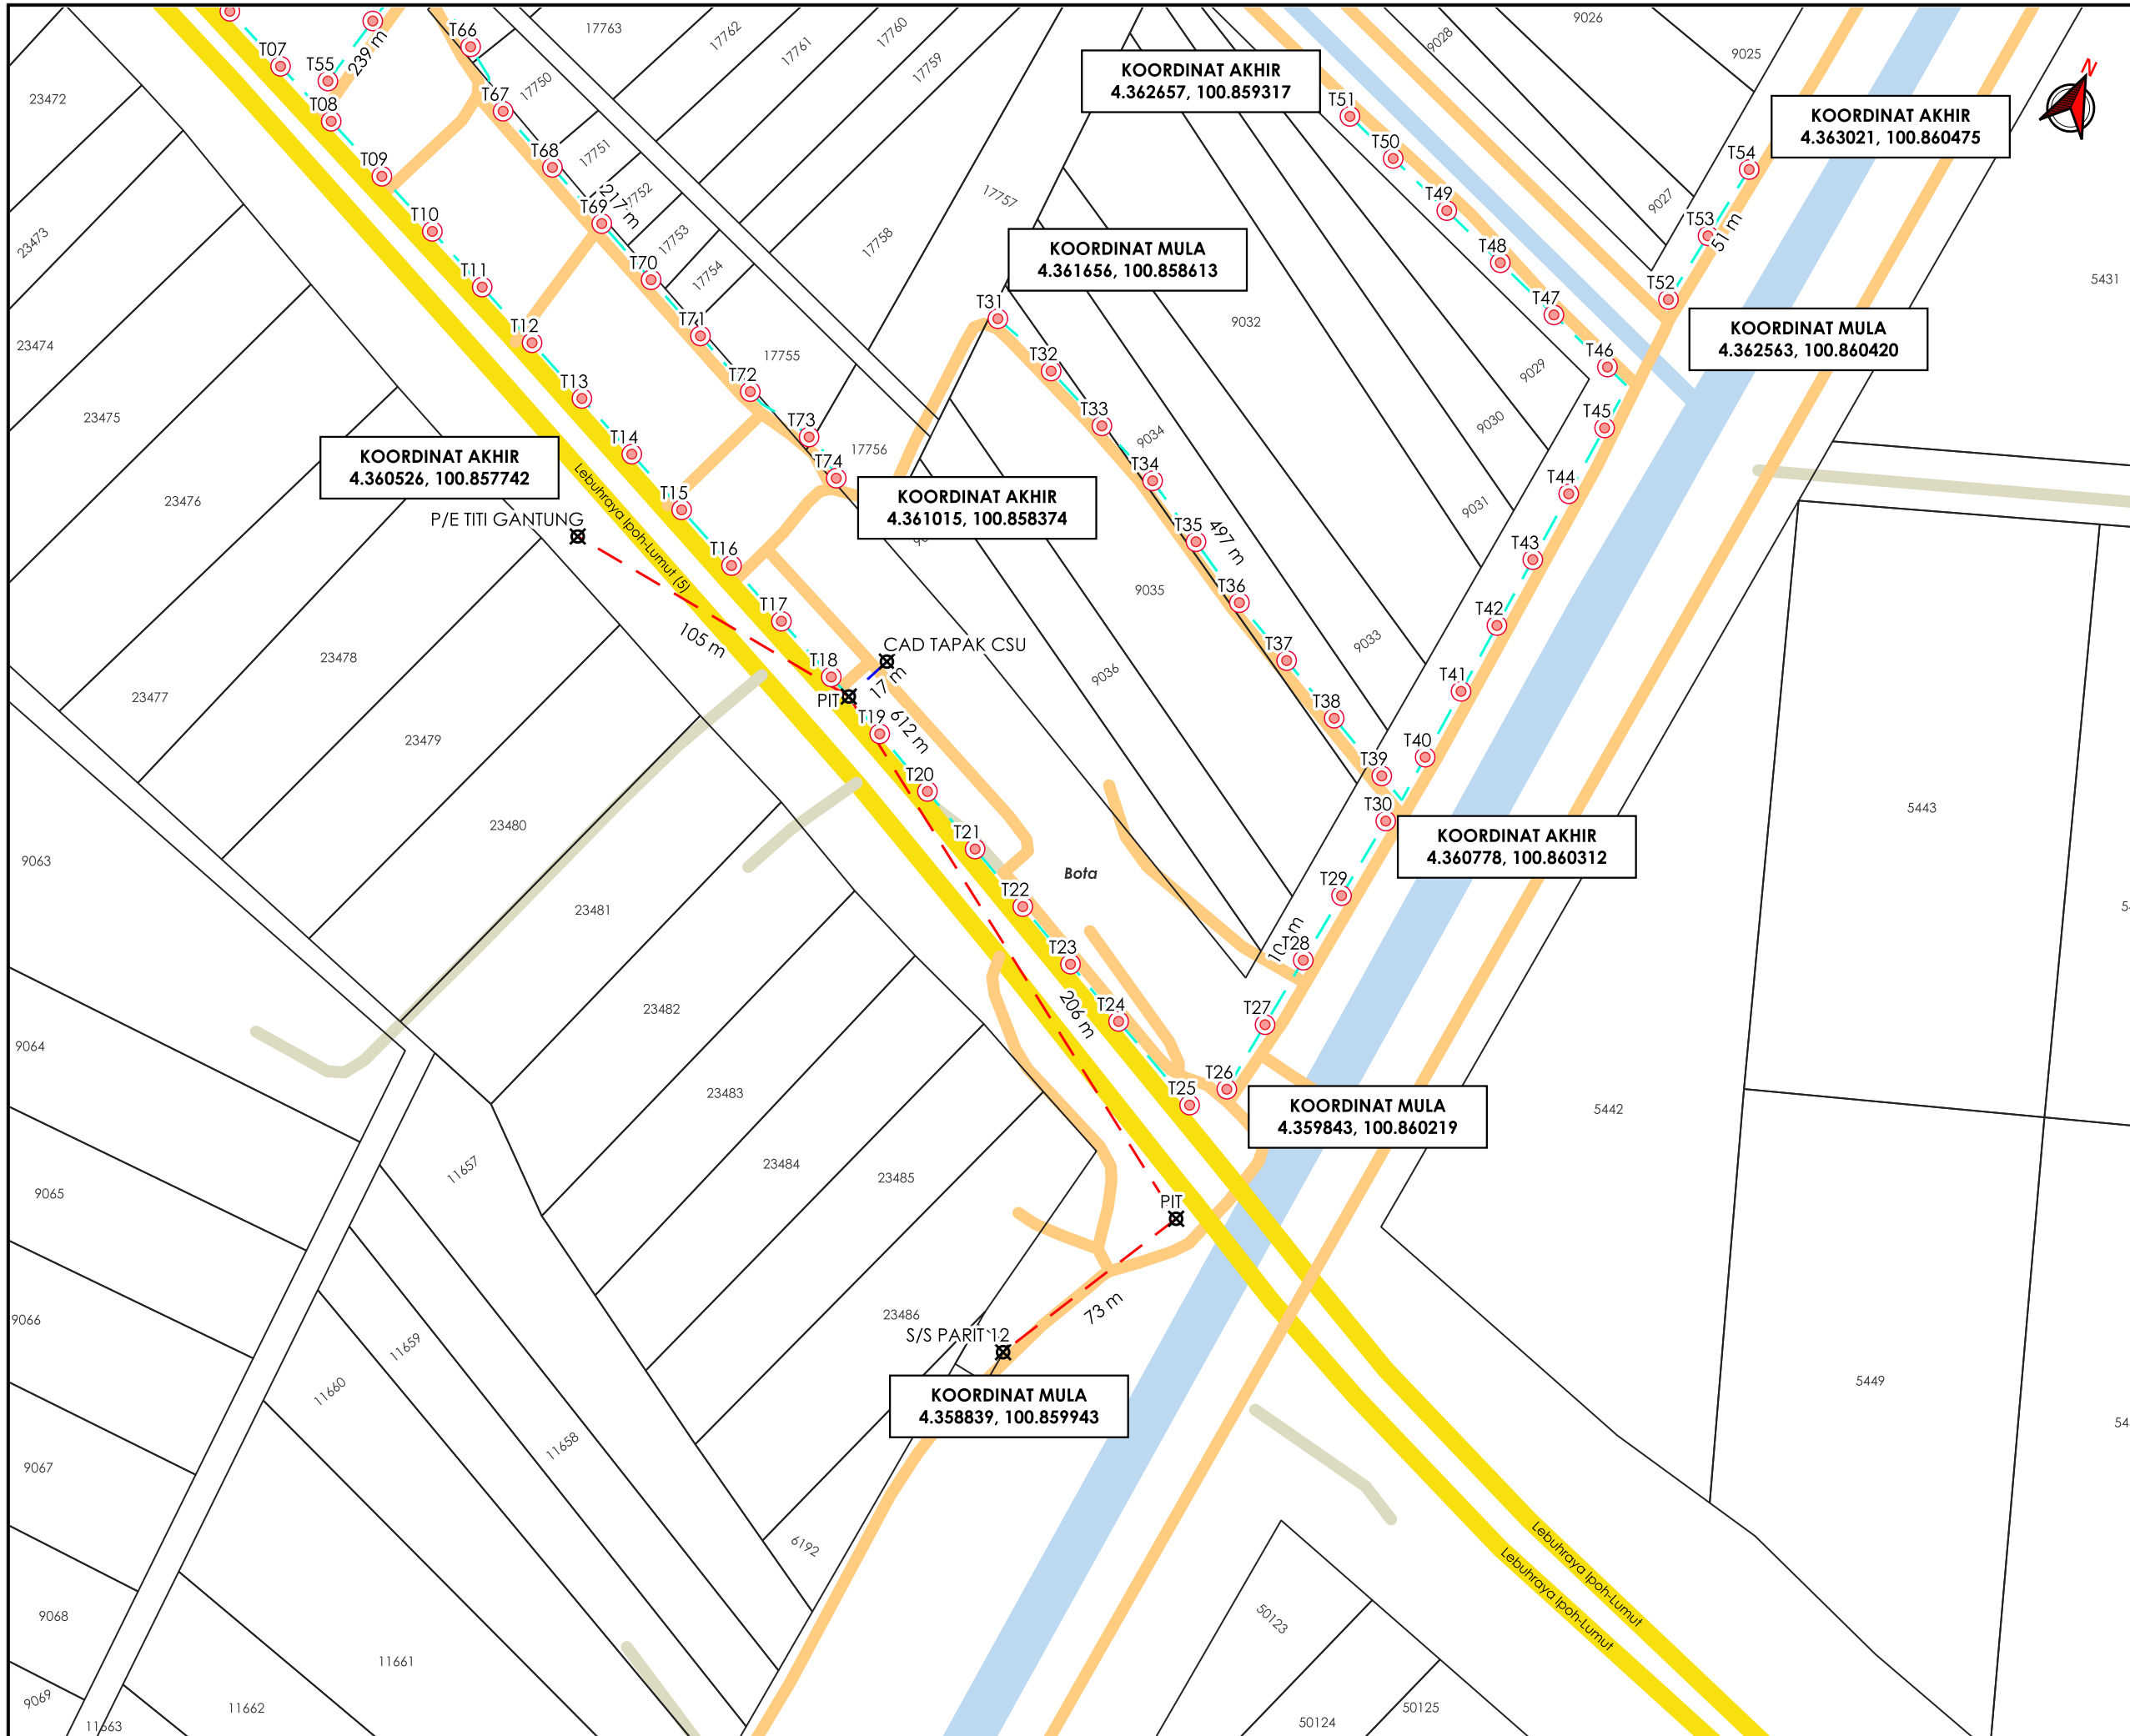 T66
17763
17762
17761
17760
17759
9028
9026
9025
N
T07
T55
239 m
T08
23472
T67
17750
KOORDINAT AKHIR
4.362657, 100.859317
T51
KOORDINAT AKHIR
4.363021, 100.860475
T50
T54
T09
T68
17751
T49
9027
T53
51 m
T10
T69
217 m
17753
17754
17757
17758
KOORDINAT MULA
4.361656, 100.858613
T48
23473
T11
T70
T52
5431
T47
T31
9032
KOORDINAT MULA
4.362563, 100.860420
23474
T12
T71
17755
T32
T46
9029
T13
T72
23475
T33
9034
9030
T45
T73
T14
17756
KOORDINAT AKHIR
4.360526, 100.857742
T74
T34
T44
Lebuhraya Ipoh-Lumut (5)
23476
T15
KOORDINAT AKHIR
4.361015, 100.858374
9031
P/E TITI GANTUNG
T35
497 m
T16
T43
T36
9035
T17
T42
105 m
CAD TAPAK CSU
T37
9033
23478
T18
17 m
9036
23477
PIT
T41
T19
612 m
T38
23479
T40
T39
T20
T30
5443
23480
T21
KOORDINAT AKHIR
4.360778, 100.860312
9063
Bota
T29
T22
23481
T28
T23
23482
206 m
T24
T27
9064
T26
T25
23483
KOORDINAT MULA
4.359843, 100.860219
5442
23484
11657
23485
9065
PIT
73 m
23486
9066
S/S PARIT 12
11659
11660
KOORDINAT MULA
4.358839, 100.859943
5449
11658
9067
6192
Lebuhraya Ipoh-Lumut
Lebuhraya Ipoh-Lumut
9068
50123
11661
9069
11662
50125
50124
11663